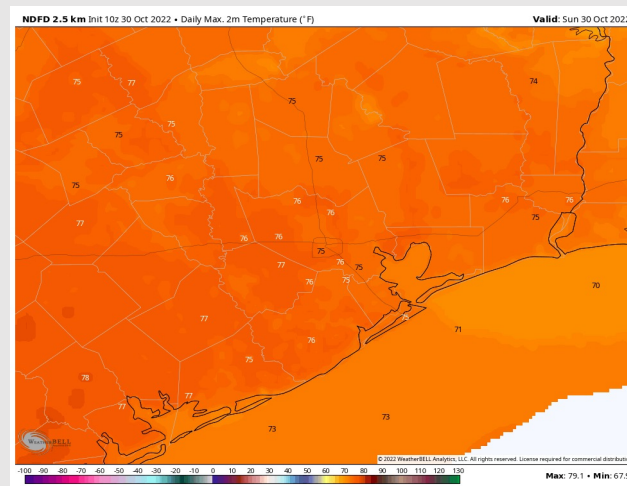 NDFD 2.5 km Init 10z 30 Oct 2022 • Daily Max. 2m Temperature (°F) Valid: Sun 30 Oct 2022
75 77 74
75 75
75 75 75
75 76
76 76 76
77 76 75
76 76
75 76 75
77 76 75 70
77 75 71
76
75
78 77
77 73
73
WeatherBELL
© 2022 WeatherBELL Analytics, LLC. All rights reserved. License required for commercial distributio
-100 -90 -80 -70 -60 -50 -40 -30 -20 -10 0 10 20 30 40 50 60 70 80 90 100 110 120 130
Max: 79.1 • Min: 67.9